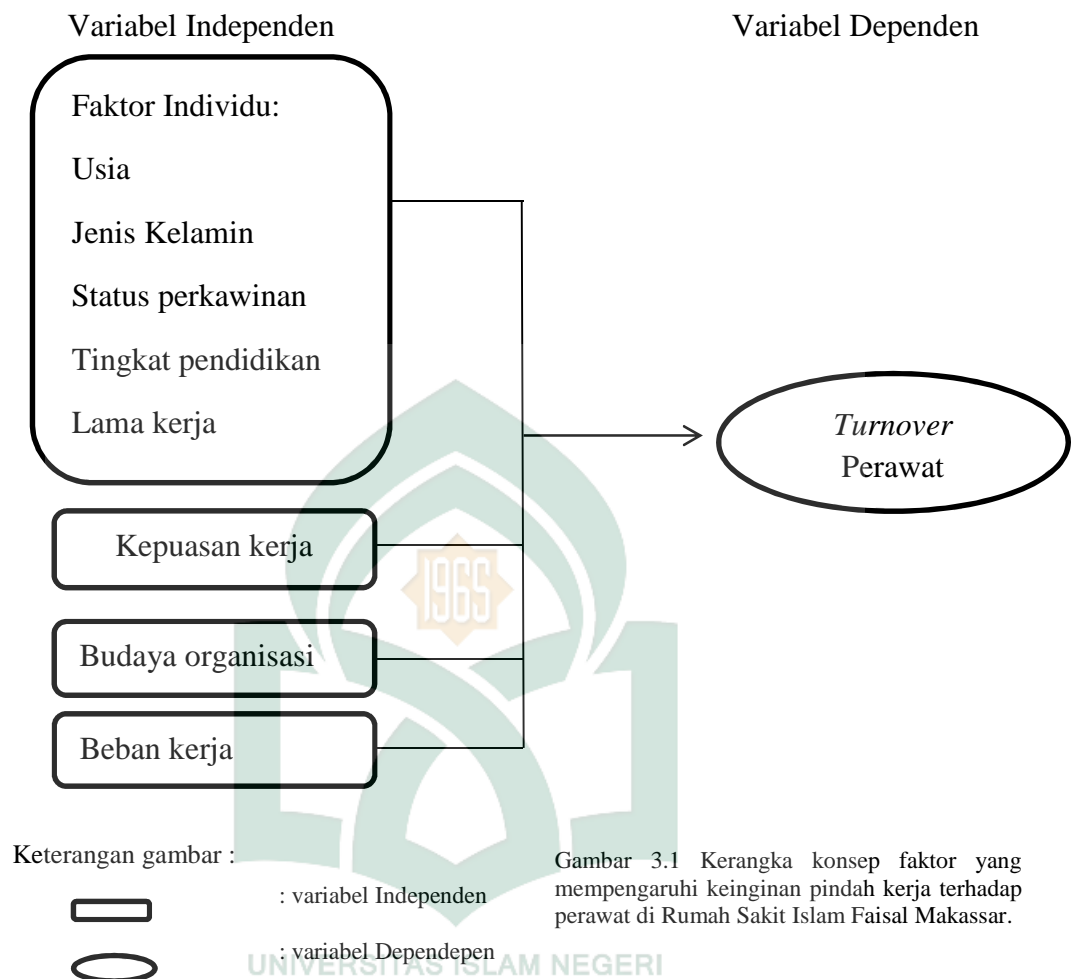 Variabel Independen
Variabel Dependen
Faktor Individu:
Usia
Jenis Kelamin
Status perkawinan
Tingkat pendidikan
Lama kerja
Turnover
Perawat
Kepuasan kerja
1965
Budaya organisasi
Beban kerja
Keterangan gambar :
: variabel Independen
: variabel Dependepen
Gambar 3.1 Kerangka konsep faktor yang
mempengaruhi keinginan pindah kerja terhadap
perawat di Rumah Sakit Islam Faisal Makassar.
UNIVERSITAS ISLAM NEGERI